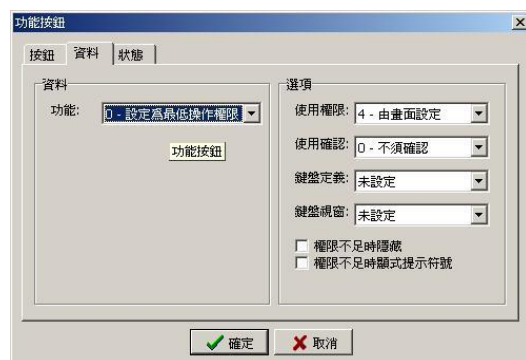 功能按鈕
按鈕 資料 狀態
資料
功能: 0 - 設定為最低操作權限
功能按鈕
選項
使用權限: 4 - 由畫面設定
使用確認: 0 - 不須確認
鍵盤定義: 未設定
鍵盤視窗: 未設定
權限不足時隱藏
權限不足時顯式提示符號
確定 取消